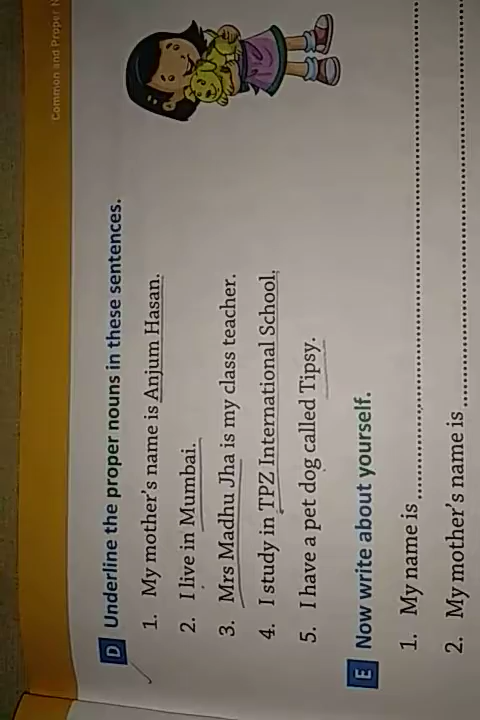 Common and Proper
D Underline the proper nouns in these sentences.
1. My mother's name is Anjum Hasan.
2. I live in Mumbai.
3. Mrs Madhu Jha is my class teacher.
4. I study in TPZ International School.
5. I have a pet dog called Tipsy.
E Now write about yourself.
1. My name is
2. My mother's name is